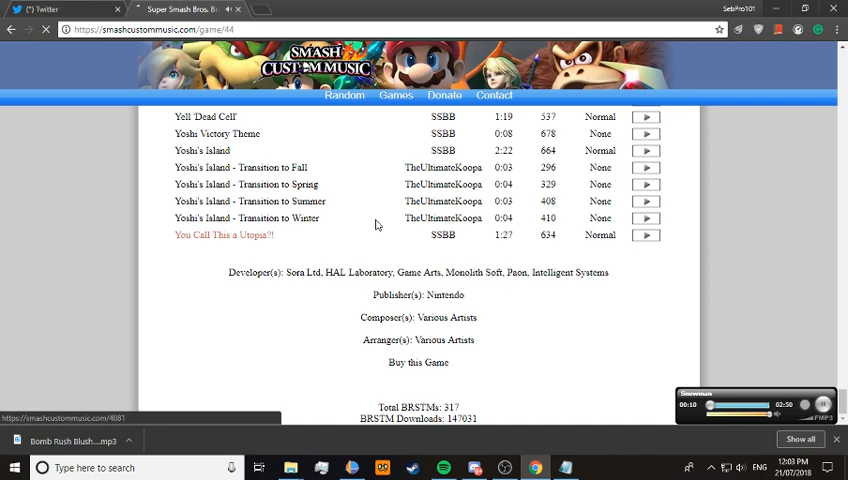 (*) Twitter
Super Smash Bros. Br
SebPro101
https://smashcustommusic.com/game/44
SMASH
CUSTOM MUSIC
Random Games Donate Contact
Yell 'Dead Cell' SSBB 1:19 537 Normal
Yoshi Victory Theme SSBB 0:08 678 None
Yoshi's Island SSBB 2:22 664 Normal
Yoshi's Island - Transition to Fall TheUltimateKoopa 0:03 296 None
Yoshi's Island - Transition to Spring TheUltimateKoopa 0:04 329 None
Yoshi's Island - Transition to Summer TheUltimateKoopa 0:03 408 None
Yoshi's Island - Transition to Winter TheUltimateKoopa 0:04 410 None
You Call This a Utopia?! SSBB 1:27 634 Normal
Developer(s): Sora Ltd, HAL Laboratory, Game Arts, Monolith Soft, Paon, Intelligent Systems
Publisher(s): Nintendo
Composer(s): Various Artists
Arranger(s): Various Artists
Buy this Game
Total BRSTMs: 317
BRSTM Downloads: 147031
Snowman
00:10 02:50
FMP3
https://smashcustommusic.com/4081
Bomb Rush Blush....mp3
Show all
Type here to search
ENG
12:03 PM
21/07/2018